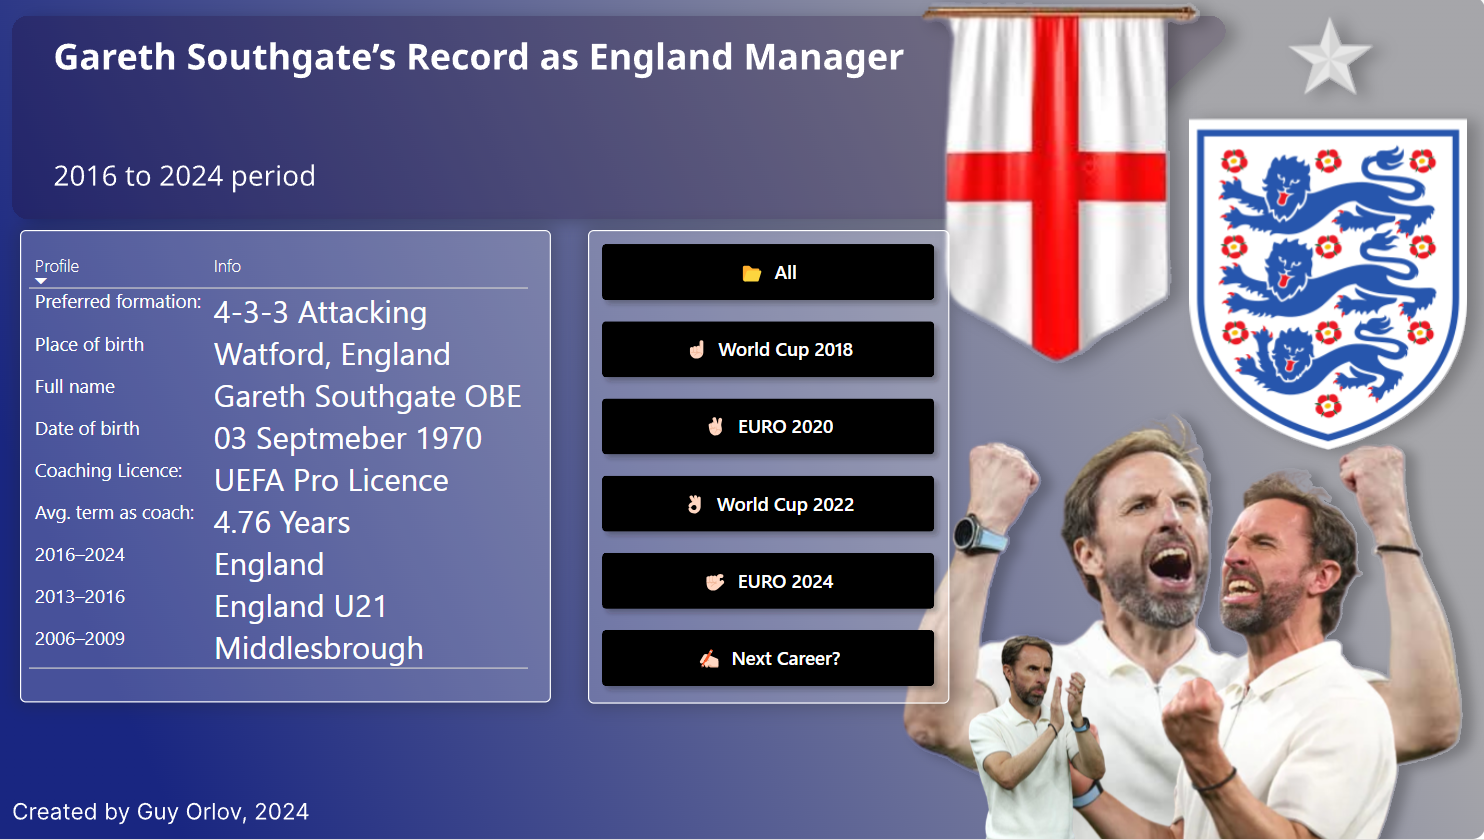 Gareth Southgate’s Record as England Manager
2016 to 2024 period
Profile Info
Preferred formation: 4-3-3 Attacking
Place of birth Watford, England
Full name Gareth Southgate OBE
Date of birth 03 Septmeber 1970
Coaching Licence: UEFA Pro Licence
Avg. term as coach: 4.76 Years
2016–2024 England
2013–2016 England U21
2006–2009 Middlesbrough
All
World Cup 2018
EURO 2020
World Cup 2022
EURO 2024
Next Career?
Created by Guy Orlov, 2024